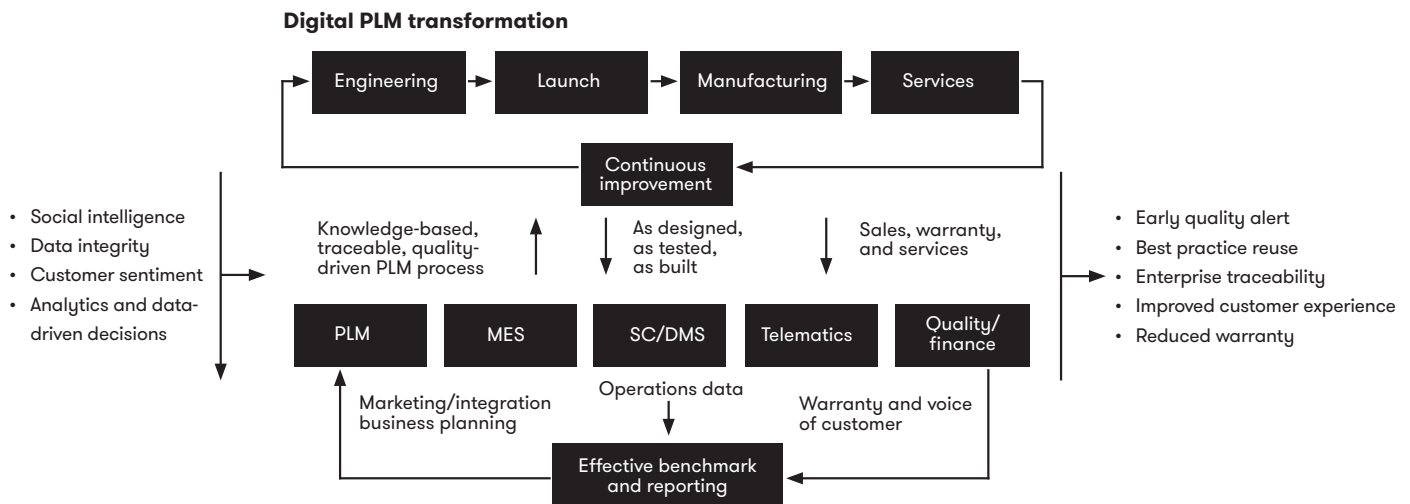 Digital PLM transformation
Engineering
Launch
Manufacturing
Services
Continuous
improvement
• Social intelligence
• Data integrity
• Customer sentiment
• Analytics and data-
driven decisions
Knowledge-based,
traceable, quality-
driven PLM process
As designed,
as tested,
as built
Sales, warranty,
and services
• Early quality alert
• Best practice reuse
• Enterprise traceability
• Improved customer experience
• Reduced warranty
PLM
MES
SC/DMS
Telematics
Quality/
finance
Marketing/integration
business planning
Operations data
Warranty and voice
of customer
Effective benchmark
and reporting